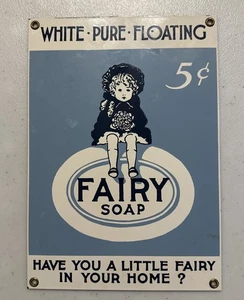 WHITE · PURE · FLOATING
5¢
FAIRY
SOAP
HAVE YOU A LITTLE FAIRY
IN YOUR HOME ?